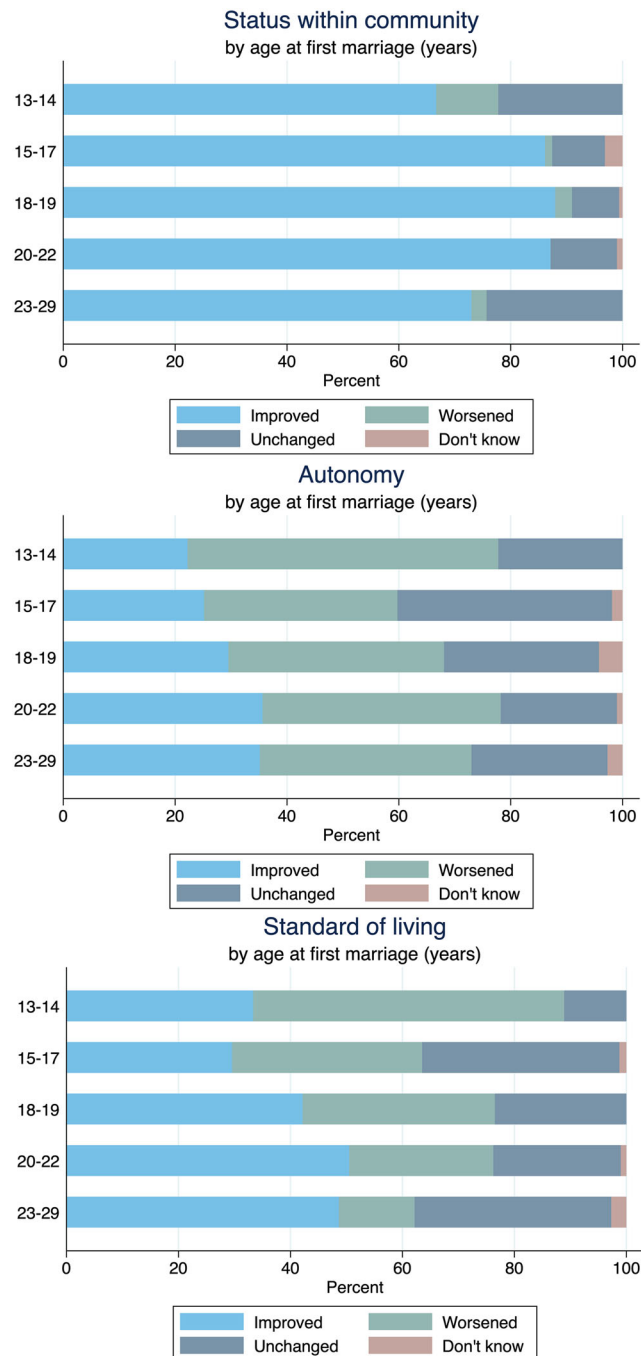 Status within community
by age at first marriage (years)
13-14
15-17
18-19
20-22
23-29
0 20 40 60 80 100
Percent
Improved Worsened
Unchanged Don't know
Autonomy
by age at first marriage (years)
13-14
15-17
18-19
20-22
23-29
0 20 40 60 80 100
Percent
Improved Worsened
Unchanged Don't know
Standard of living
by age at first marriage (years)
13-14
15-17
18-19
20-22
23-29
0 20 40 60 80 100
Percent
Improved Worsened
Unchanged Don't know